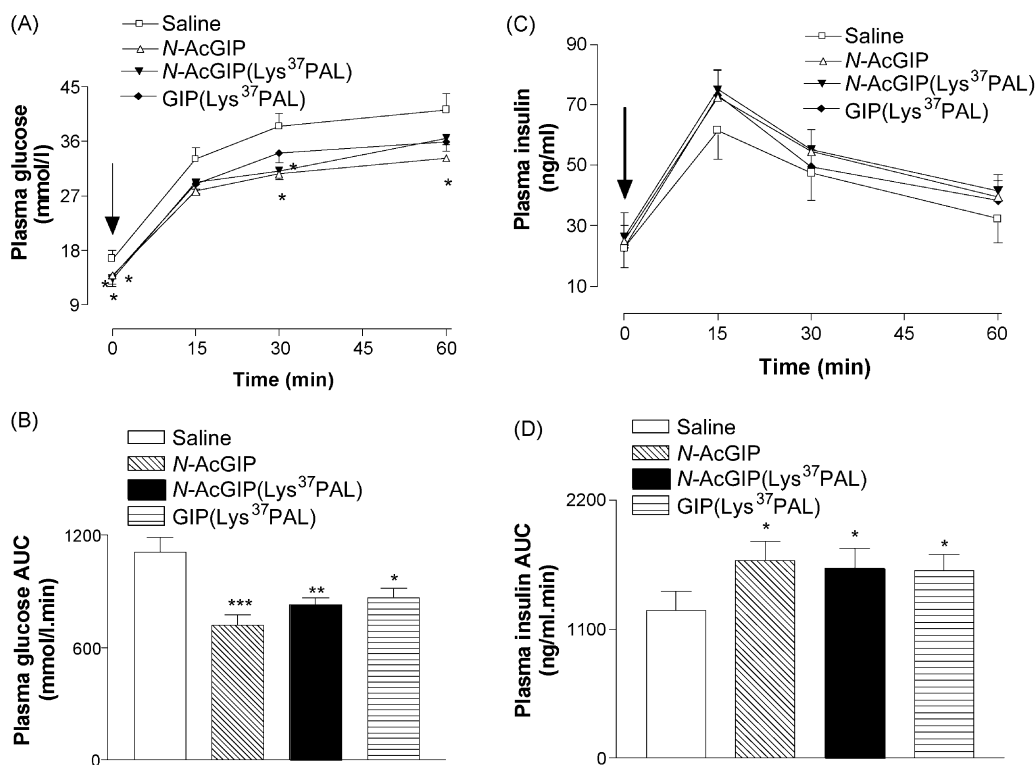 (A)
Saline
N-AcGIP
N-AcGIP(Lys37PAL)
GIP(Lys37PAL)
Plasma glucose
(mmol/l)
45
36
27
18
9
*
*
*
*
*
*
0
15
30
45
60
Time (min)
(C)
Saline
N-AcGIP
N-AcGIP(Lys37PAL)
GIP(Lys37PAL)
Plasma insulin
(ng/ml)
90
70
50
30
10
0
15
30
45
60
Time (min)
(B)
Saline
N-AcGIP
N-AcGIP(Lys37PAL)
GIP(Lys37PAL)
Plasma glucose AUC
(mmol/l.min)
1200
600
0
***
**
*
(D)
Saline
N-AcGIP
N-AcGIP(Lys37PAL)
GIP(Lys37PAL)
Plasma insulin AUC
(ng/ml.min)
2200
1100
0
*
*
*